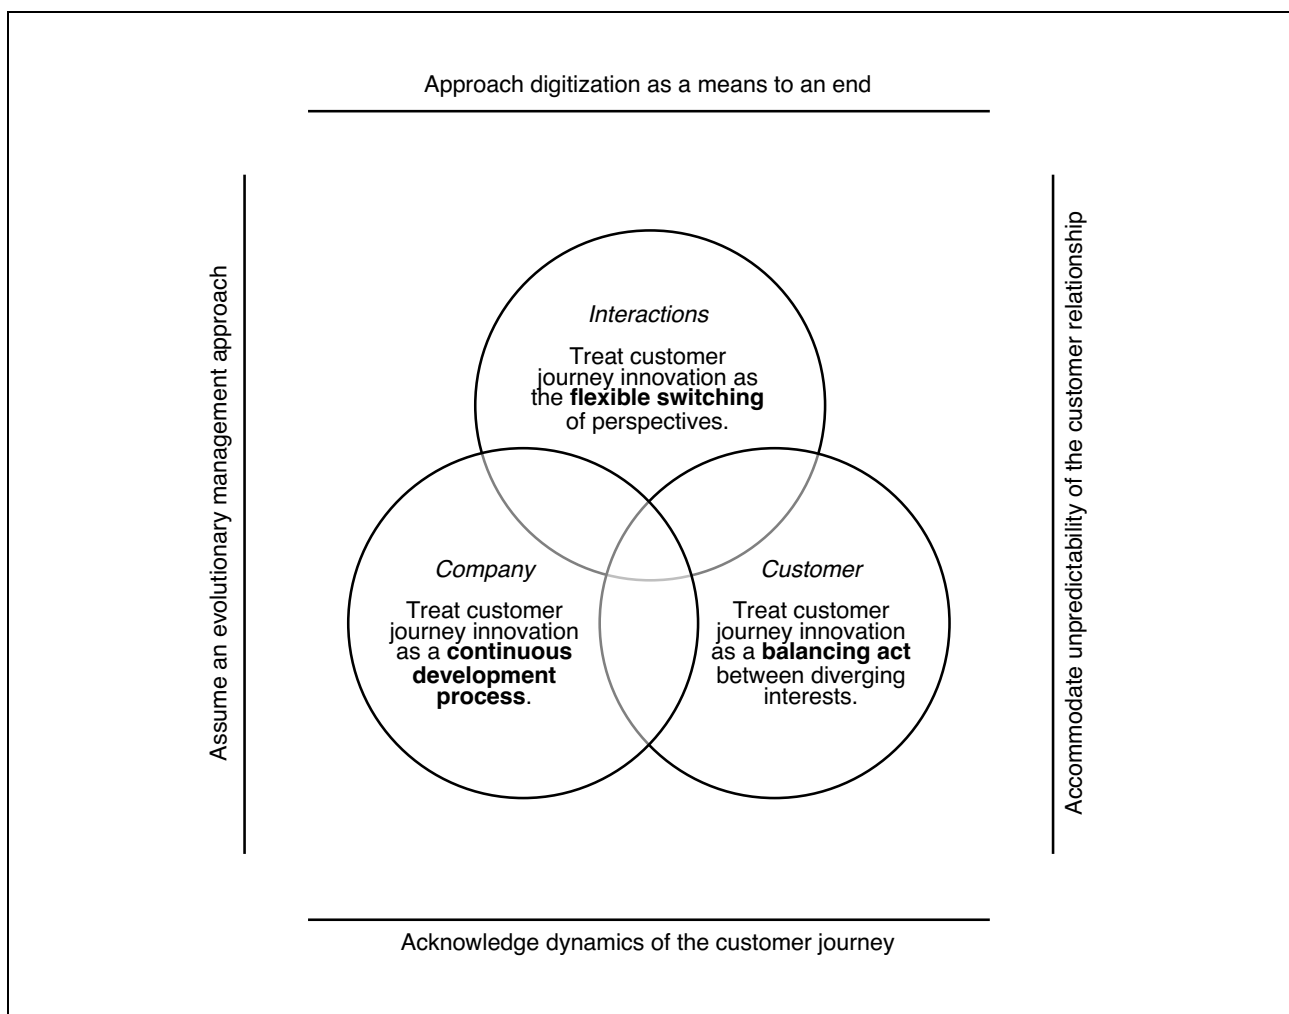 Approach digitization as a means to an end
Assume an evolutionary management approach
Accommodate unpredictability of the customer relationship
Interactions
Treat customer
journey innovation as
the flexible switching
of perspectives.
Company
Treat customer
journey innovation
as a continuous
development
process.
Customer
Treat customer
journey innovation
as a balancing act
between diverging
interests.
Acknowledge dynamics of the customer journey